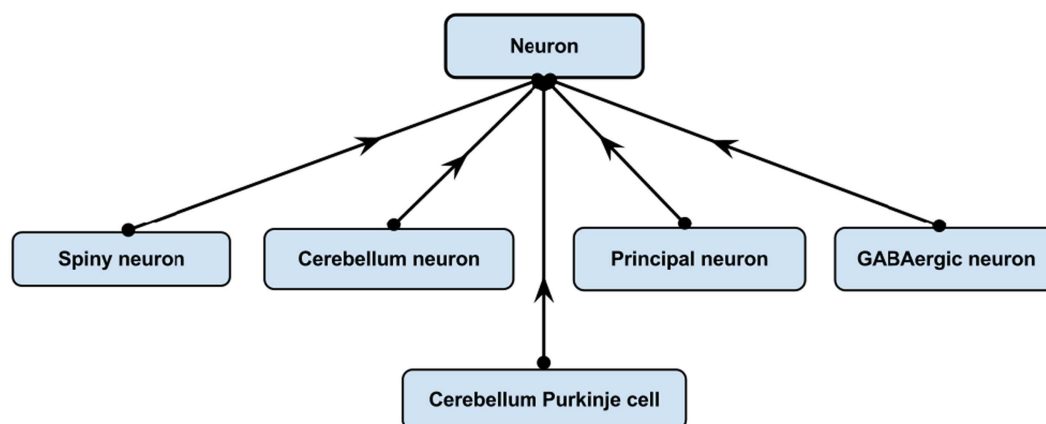 Neuron
Spiny neuron
Cerebellum neuron
Principal neuron
GABAergic neuron
Cerebellum Purkinje cell